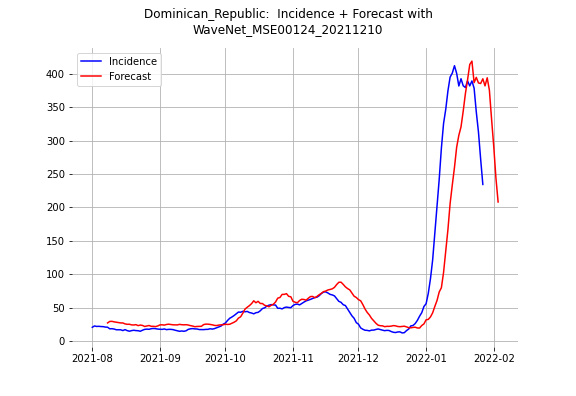 Dominican_Republic:  Incidence + Forecast with
WaveNet_MSE00124_20211210
Incidence
Forecast
400
350
300
250
200
150
100
50
0
2021-08 2021-09 2021-10 2021-11 2021-12 2022-01 2022-02